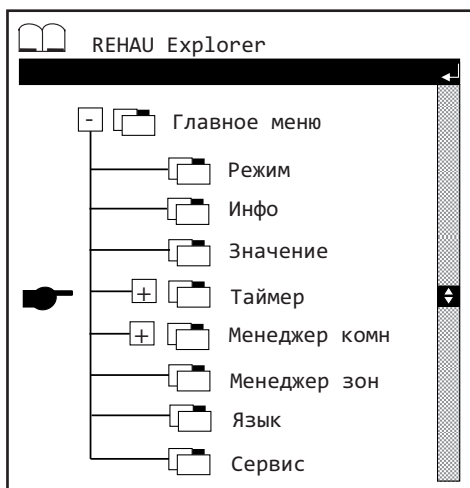 REHAU Explorer
Главное меню
Режим
Инфо
Значение
Таймер
Менеджер комн
Менеджер зон
Язык
Сервис